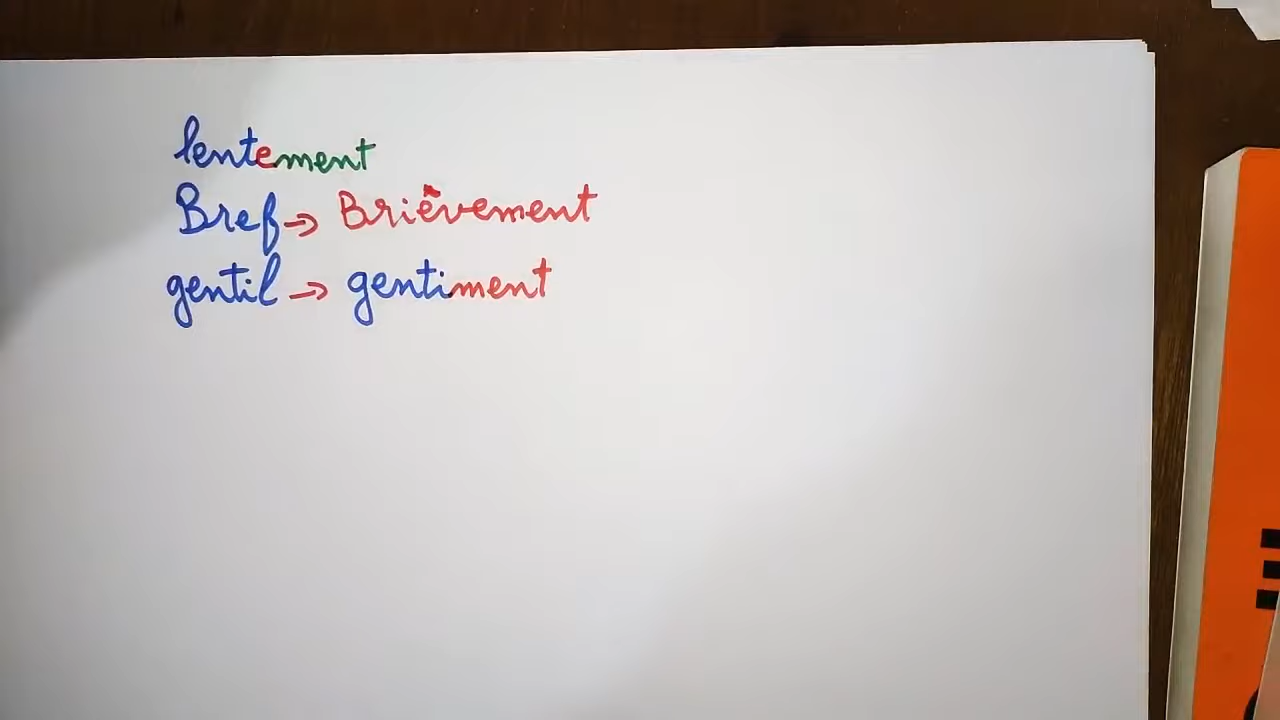 lentement
Bref → Brièvement
gentil → gentiment